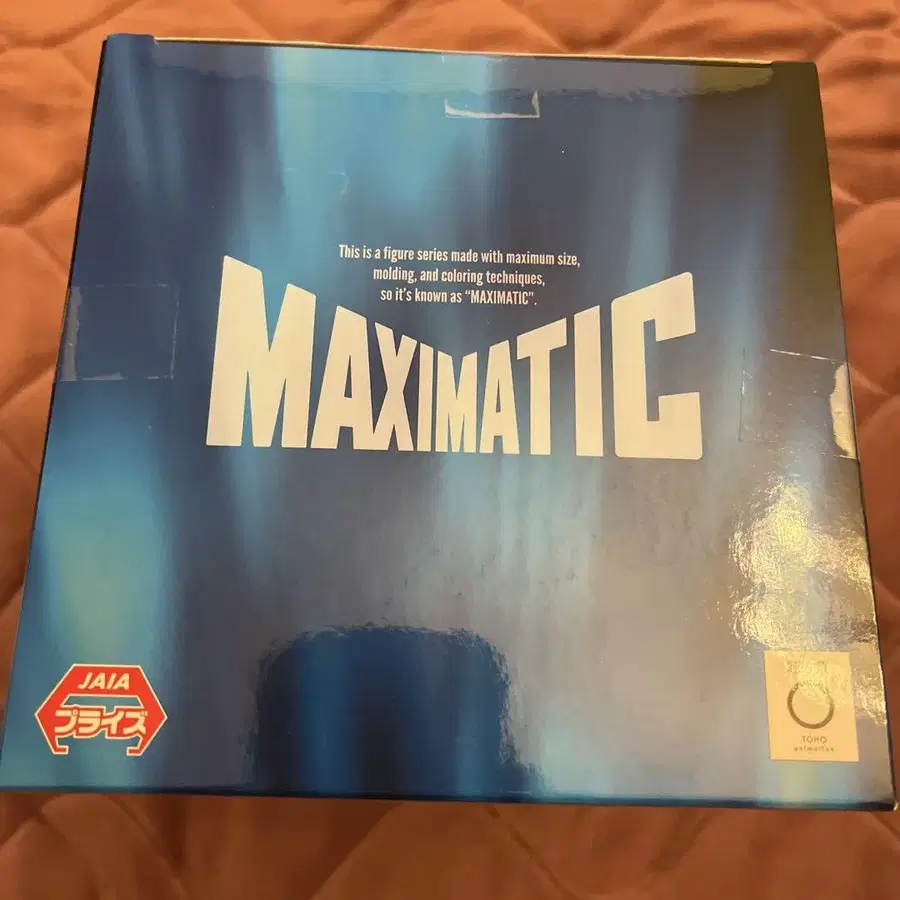 This is a figure series made with maximum size,
molding, and coloring techniques,
so it's known as "MAXIMATIC".
MAXIMATIC
JAIA
プライズ
TOHO
animation